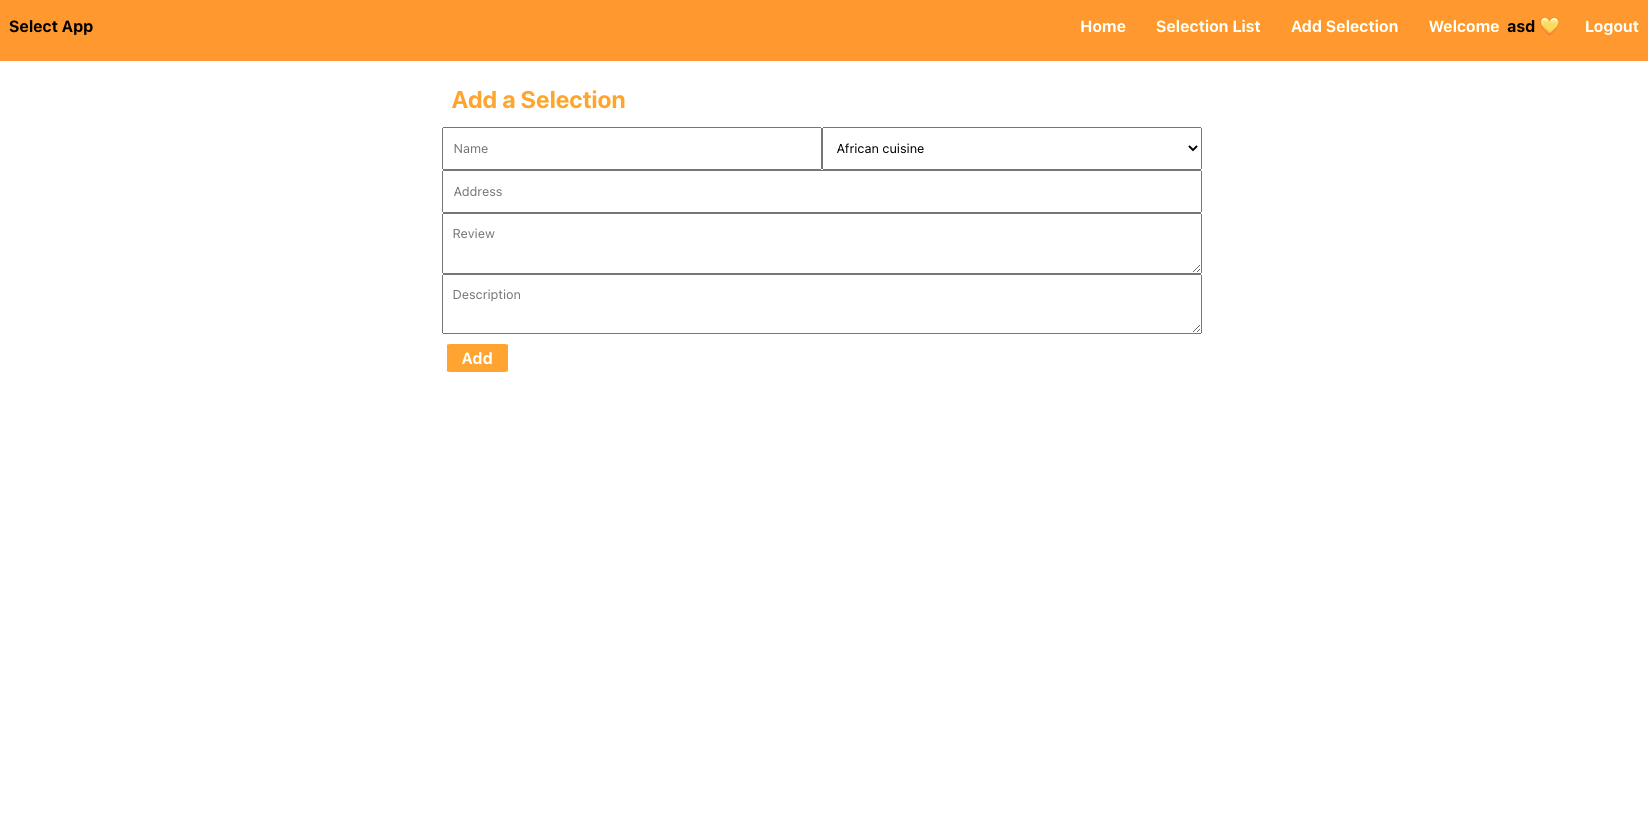 Select App Home Selection List Add Selection Welcome asd 💛 Logout
Add a Selection
Name African cuisine
Address
Review
Description
Add